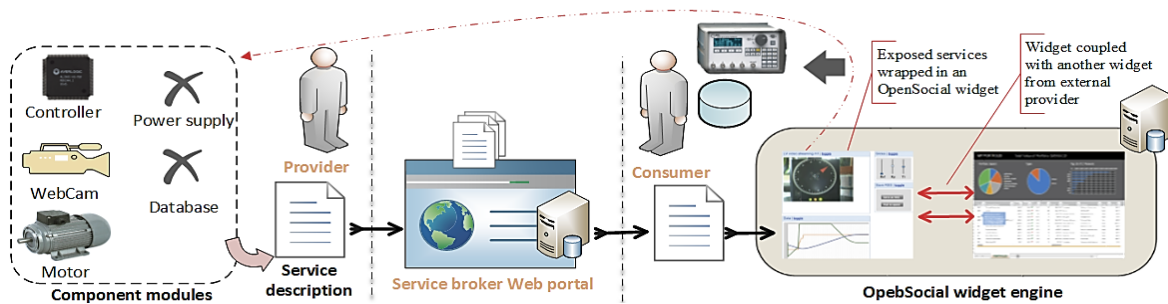 Controller
Power supply
WebCam
Database
Motor
Component modules
Provider
Service
description
Service broker Web portal
Consumer
Exposed services
wrapped in an
OpenSocial widget
Widget coupled
with another widget
from external
provider
OpebSocial widget engine